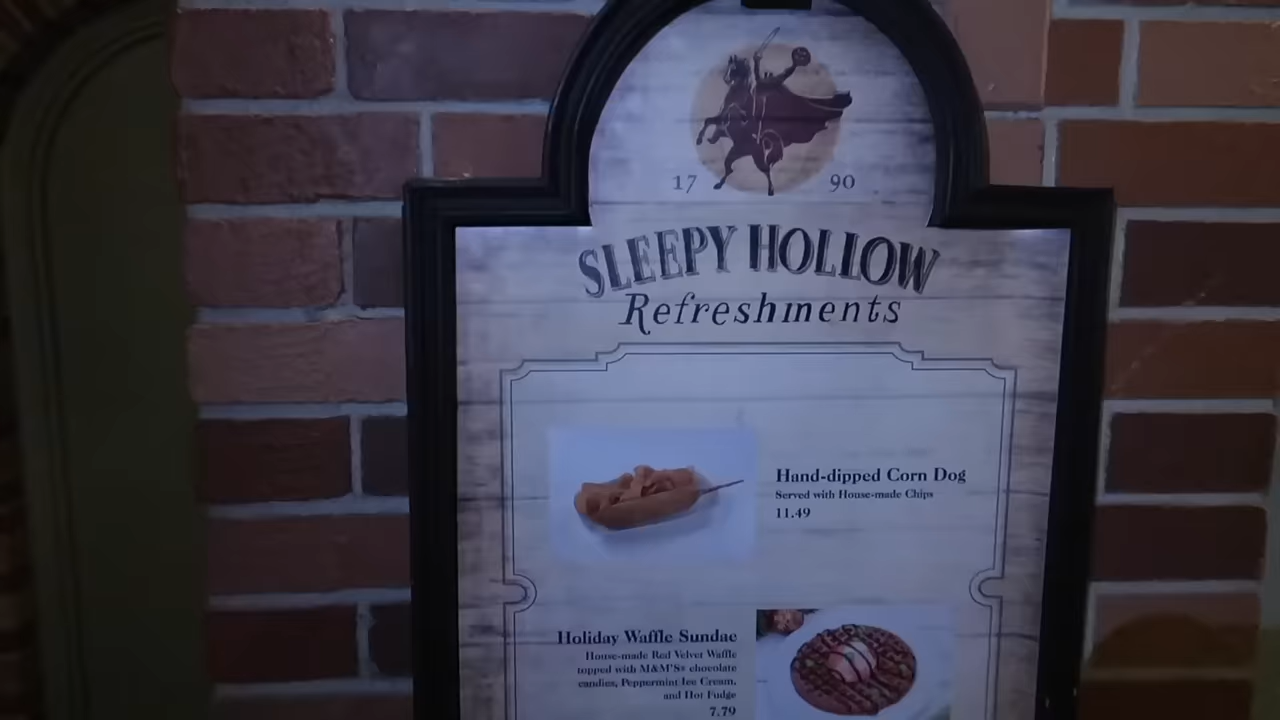 17 90
SLEEPY HOLLOW
Refreshments
Hand-dipped Corn Dog
Served with House-made Chips
11.49
Holiday Waffle Sundae
House-made Red Velvet Waffle
topped with M&M'S® chocolate
candies, Peppermint Ice Cream,
and Hot Fudge
7.79